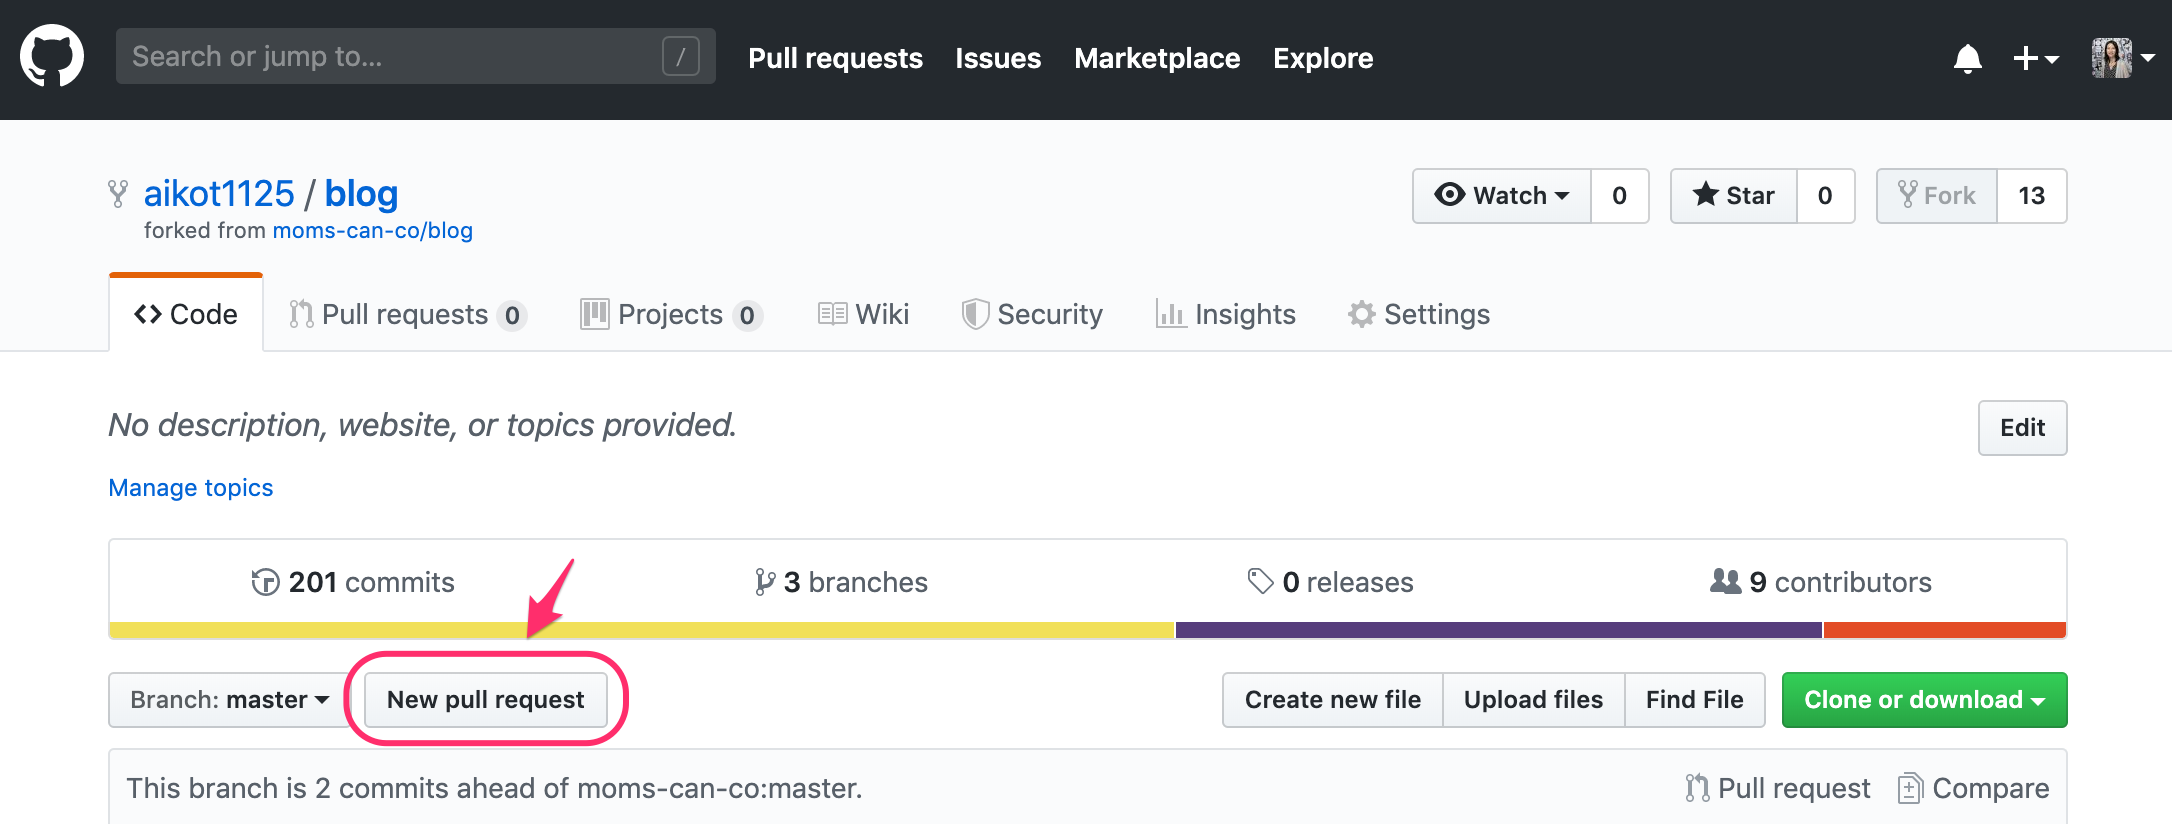 Search or jump to... / Pull requests Issues Marketplace Explore
aikot1125 / blog Watch 0 Star 0 Fork 13
forked from moms-can-co/blog
Code Pull requests 0 Projects 0 Wiki Security Insights Settings
No description, website, or topics provided. Edit
Manage topics
201 commits 3 branches 0 releases 9 contributors
Branch: master New pull request Create new file Upload files Find File Clone or download
This branch is 2 commits ahead of moms-can-co:master. Pull request Compare